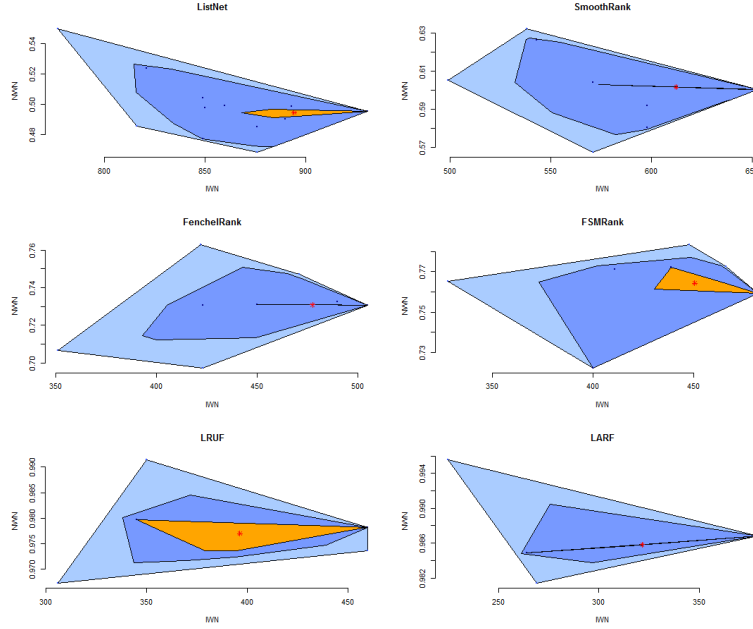 ListNet
NWN
0.48 0.50 0.52 0.54
800 850 900
IWN
SmoothRank
NWN
0.57 0.59 0.61 0.63
500 550 600 650
IWN
FenchelRank
NWN
0.70 0.72 0.74 0.76
350 400 450 500
IWN
FSMRank
NWN
0.73 0.75 0.77
350 400 450
IWN
LRUF
NWN
0.970 0.975 0.980 0.985 0.990
300 350 400 450
IWN
LARF
NWN
0.982 0.986 0.990 0.994
250 300 350
IWN